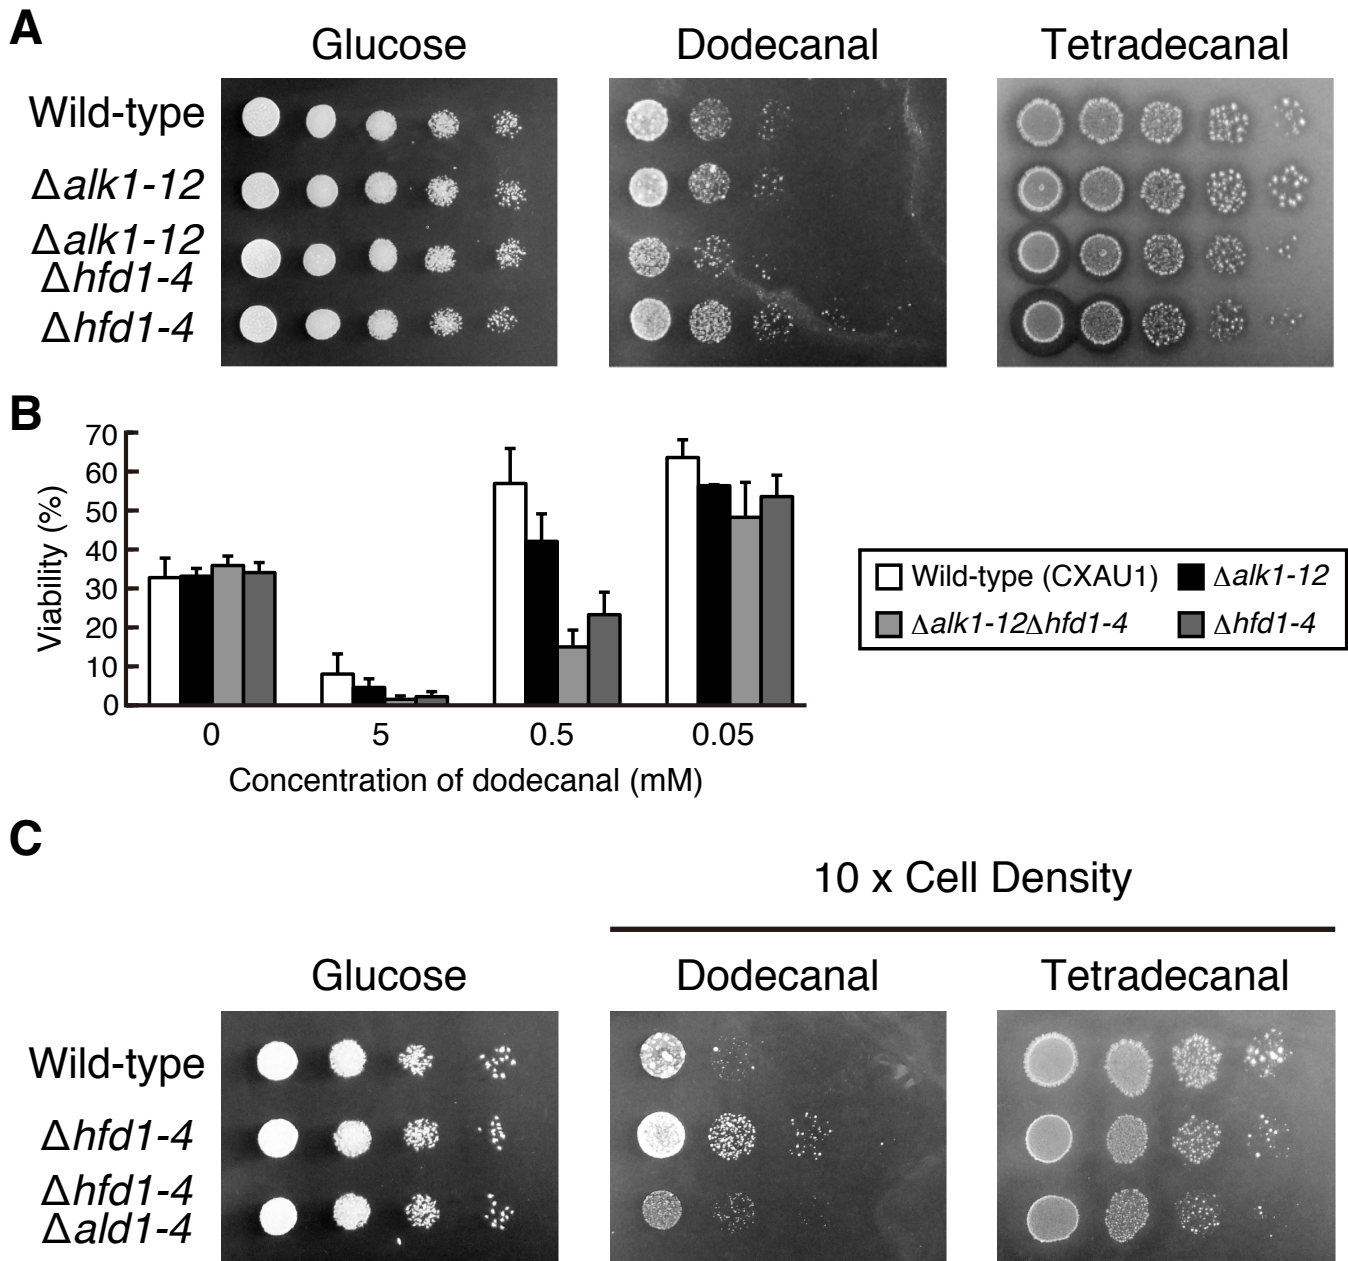 A
Glucose Dodecanal Tetradecanal
Wild-type
Δalk1-12
Δalk1-12
Δhfd1-4
Δhfd1-4
B
70
60
50
40
30
20
10
0
Viability (%)
0 5 0.5 0.05
Concentration of dodecanal (mM)
Wild-type (CXAU1) Δalk1-12
Δalk1-12Δhfd1-4 Δhfd1-4
C
10 x Cell Density
Glucose Dodecanal Tetradecanal
Wild-type
Δhfd1-4
Δhfd1-4
Δald1-4